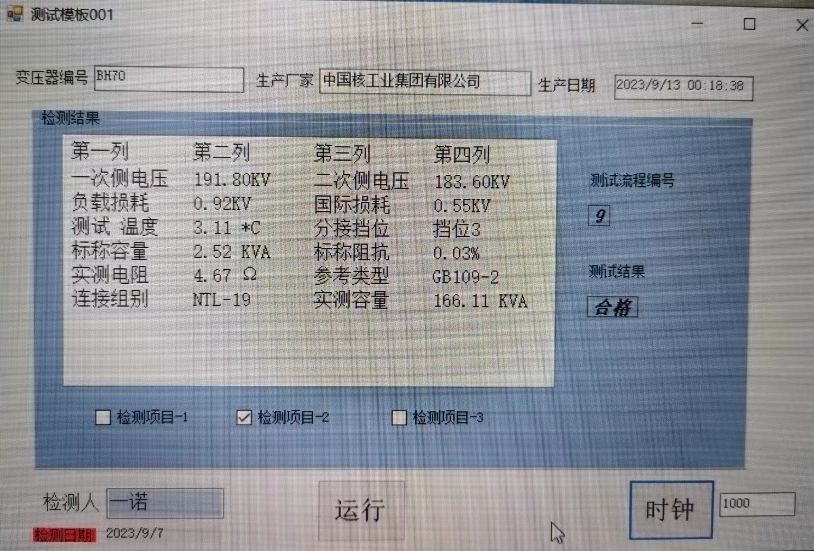 测试模板001
变压器编号 BH70 生产厂家 中国核工业集团有限公司 生产日期 2023/9/13 00:18:38
检测结果
第一列 第二列 第三列 第四列
一次侧电压 191.80KV 二次侧电压 183.60KV
负载损耗 0.92KV 国际损耗 0.55KV
测试 温度 3.11 *C 分接挡位 挡位3
标称容量 2.52 KVA 标称阻抗 0.03%
实测电阻 4.67 Ω 参考类型 GB109-2
连接组别 NTL-19 实测容量 166.11 KVA
测试流程编号
9
测试结果
合格
检测项目-1 检测项目-2 检测项目-3
检测人 一诺 运行 时钟 1000
检测日期 2023/9/7